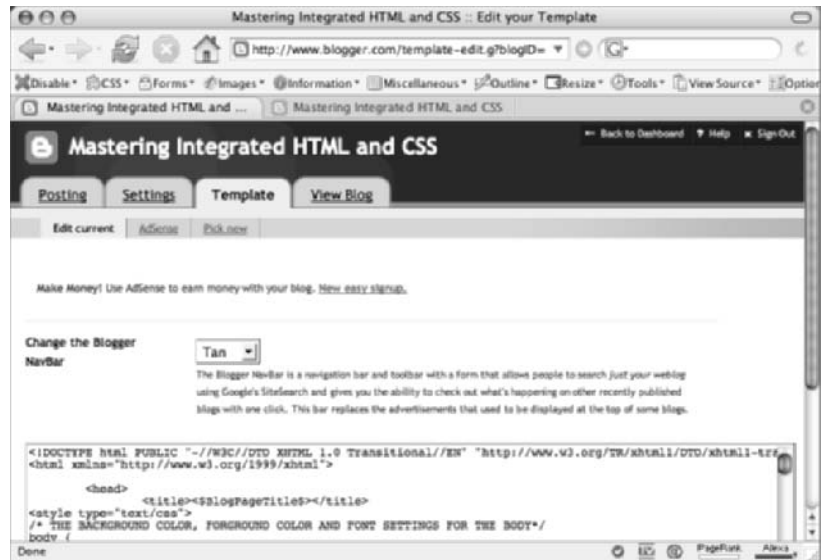 Mastering Integrated HTML and CSS :: Edit your Template
http://www.blogger.com/template-edit.g?blogID=
Disable CSS Forms Images Information Miscellaneous Outline Resize Tools View Source Option
Mastering Integrated HTML and ... Mastering Integrated HTML and CSS
Back to Dashboard ? Help × Sign Out
Mastering Integrated HTML and CSS
Posting Settings Template View Blog
Edit current AdSense Pick new
Make Money! Use AdSense to earn money with your blog. New easy signup.
Change the Blogger
NavBar
Tan
The Blogger NavBar is a navigation bar and toolbar with a form that allows people to search just your weblog
using Google's SiteSearch and gives you the ability to check out what's happening on other recently published
blogs with one click. This bar replaces the advertisements that used to be displayed at the top of some blogs.
<!DOCTYPE html PUBLIC "-//W3C//DTD XHTML 1.0 Transitional//EN" "http://www.w3.org/TR/xhtml1/DTD/xhtml1-tra
<html xmlns="http://www.w3.org/1999/xhtml">
<head>
<title><$BlogPageTitle$></title>
<style type="text/css">
/* THE BACKGROUND COLOR, FORGROUND COLOR AND FONT SETTINGS FOR THE BODY*/
body {
Done
PageRank Alexa